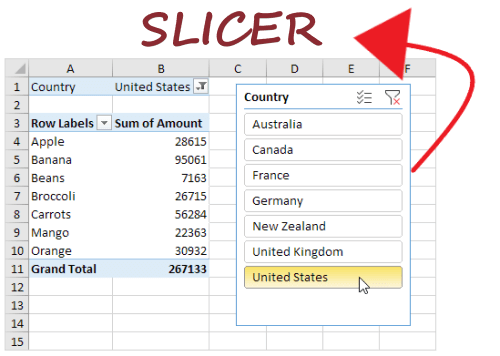 SLICER
A B C D E F
1 Country United States
2
3 Row Labels Sum of Amount
4 Apple 28615
5 Banana 95061
6 Beans 7163
7 Broccoli 26715
8 Carrots 56284
9 Mango 22363
10 Orange 30932
11 Grand Total 267133
12
13
14
15
Country
Australia
Canada
France
Germany
New Zealand
United Kingdom
United States